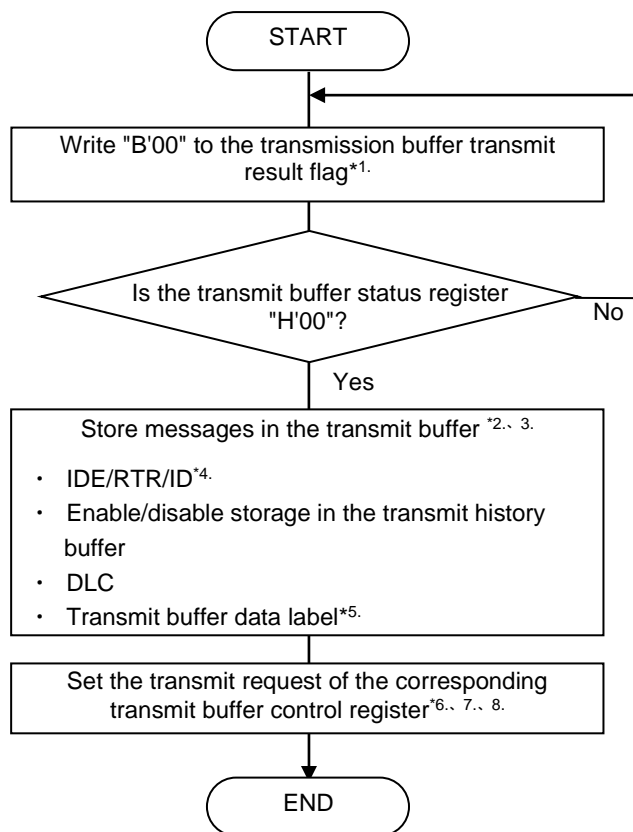 START
Write "B'00" to the transmission buffer transmit
result flag*1.
Is the transmit buffer status register
"H'00"?
No
Yes
Store messages in the transmit buffer *2.、3.
・ IDE/RTR/ID*4.
・ Enable/disable storage in the transmit history
buffer
・ DLC
・ Transmit buffer data label*5.
Set the transmit request of the corresponding
transmit buffer control register*6.、7.、8.
END